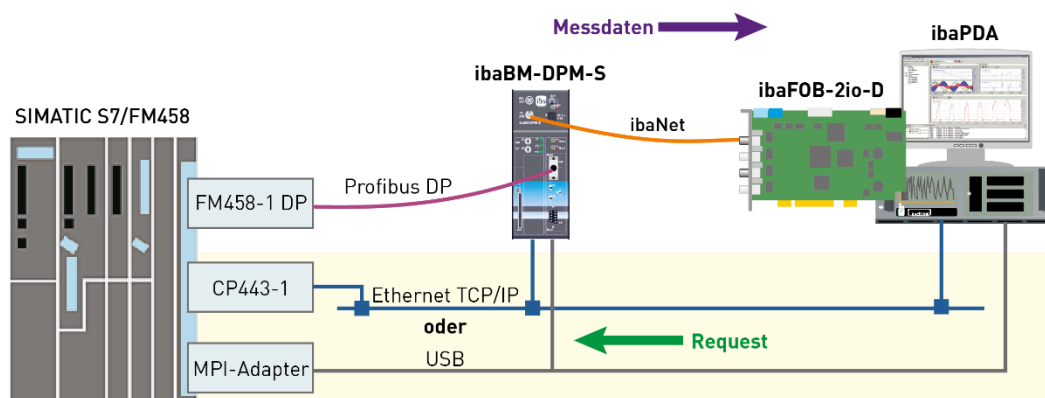 Messdaten
ibaPDA
ibaBM-DPM-S
ibaFOB-2io-D
SIMATIC S7/FM458
ibaNet
Profibus DP
FM458-1 DP
CP443-1
Ethernet TCP/IP
oder
Request
USB
MPI-Adapter